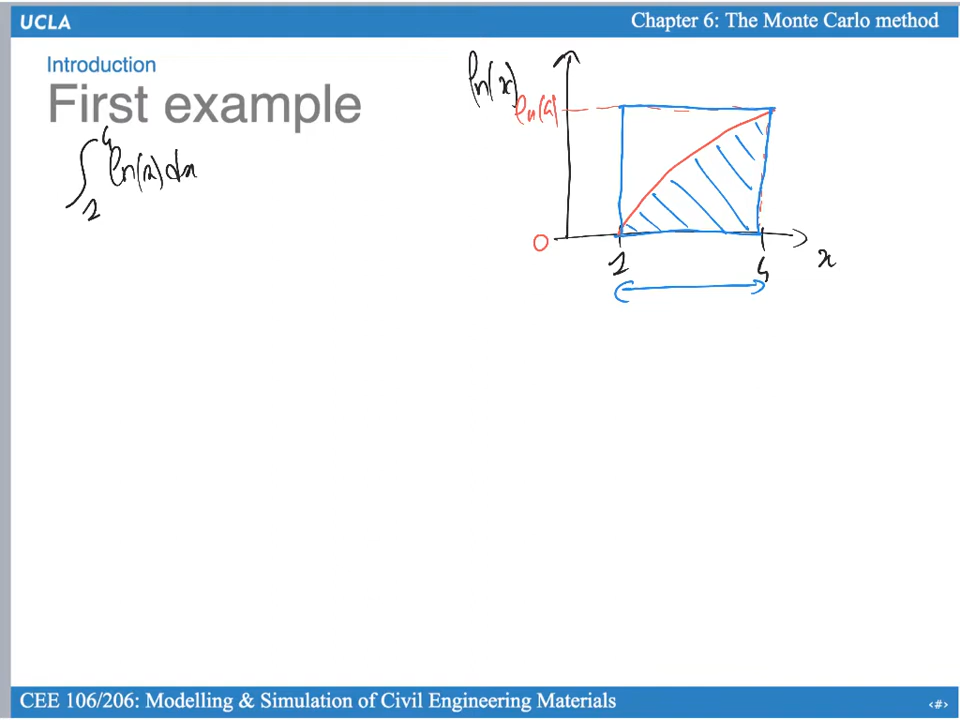 UCLA
Chapter 6: The Monte Carlo method
Introduction
First example
∫₁⁴ ln(x) dx
ln(x)
ln(4)
0
1
4
x
CEE 106/206: Modelling & Simulation of Civil Engineering Materials
‹#›